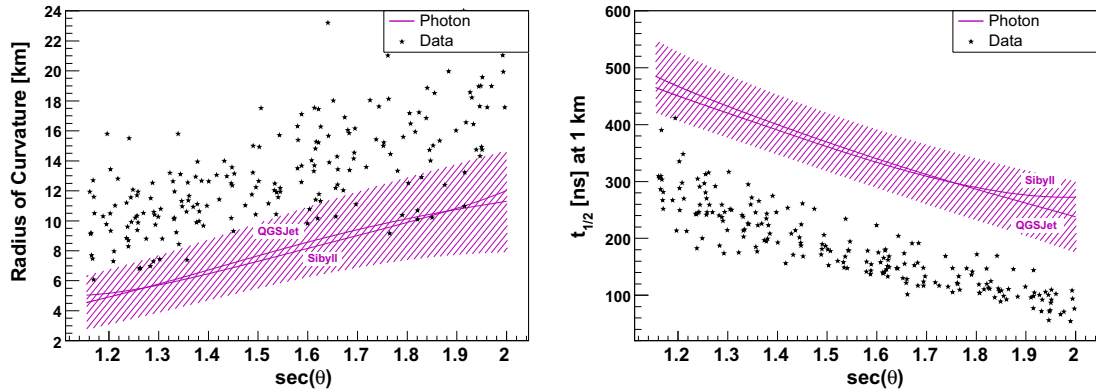 Radius of Curvature [km]
24
22
20
18
16
14
12
10
8
6
4
2
Photon
Data
QGSJet
Sibyll
1.2 1.3 1.4 1.5 1.6 1.7 1.8 1.9 2
sec(θ)
t1/2 [ns] at 1 km
600
500
400
300
200
100
Photon
Data
Sibyll
QGSJet
1.2 1.3 1.4 1.5 1.6 1.7 1.8 1.9 2
sec(θ)